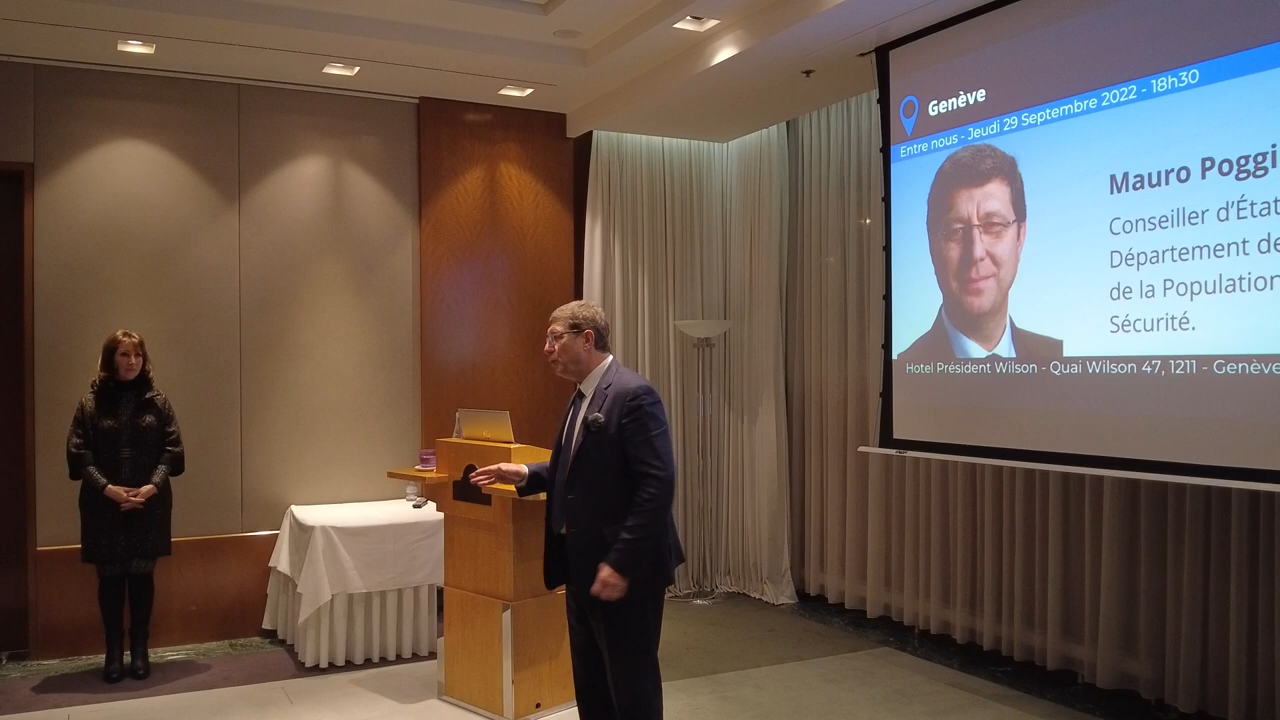 Genève
Entre nous - Jeudi 29 Septembre 2022 - 18h30
Mauro Poggi
Conseiller d'État
Département de
de la Population
Sécurité.
Hotel Président Wilson - Quai Wilson 47, 1211 - Genève